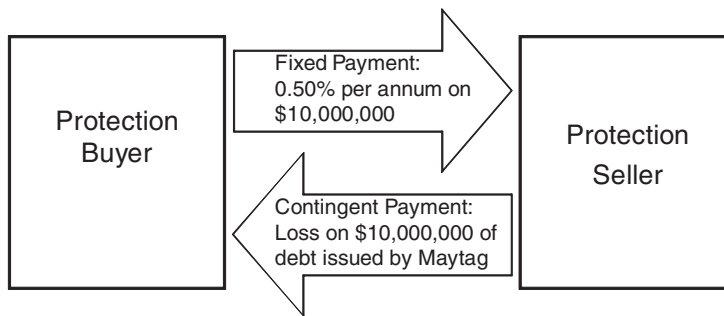 Protection
Buyer
Fixed Payment:
0.50% per annum on
$10,000,000
Contingent Payment:
Loss on $10,000,000 of
debt issued by Maytag
Protection
Seller